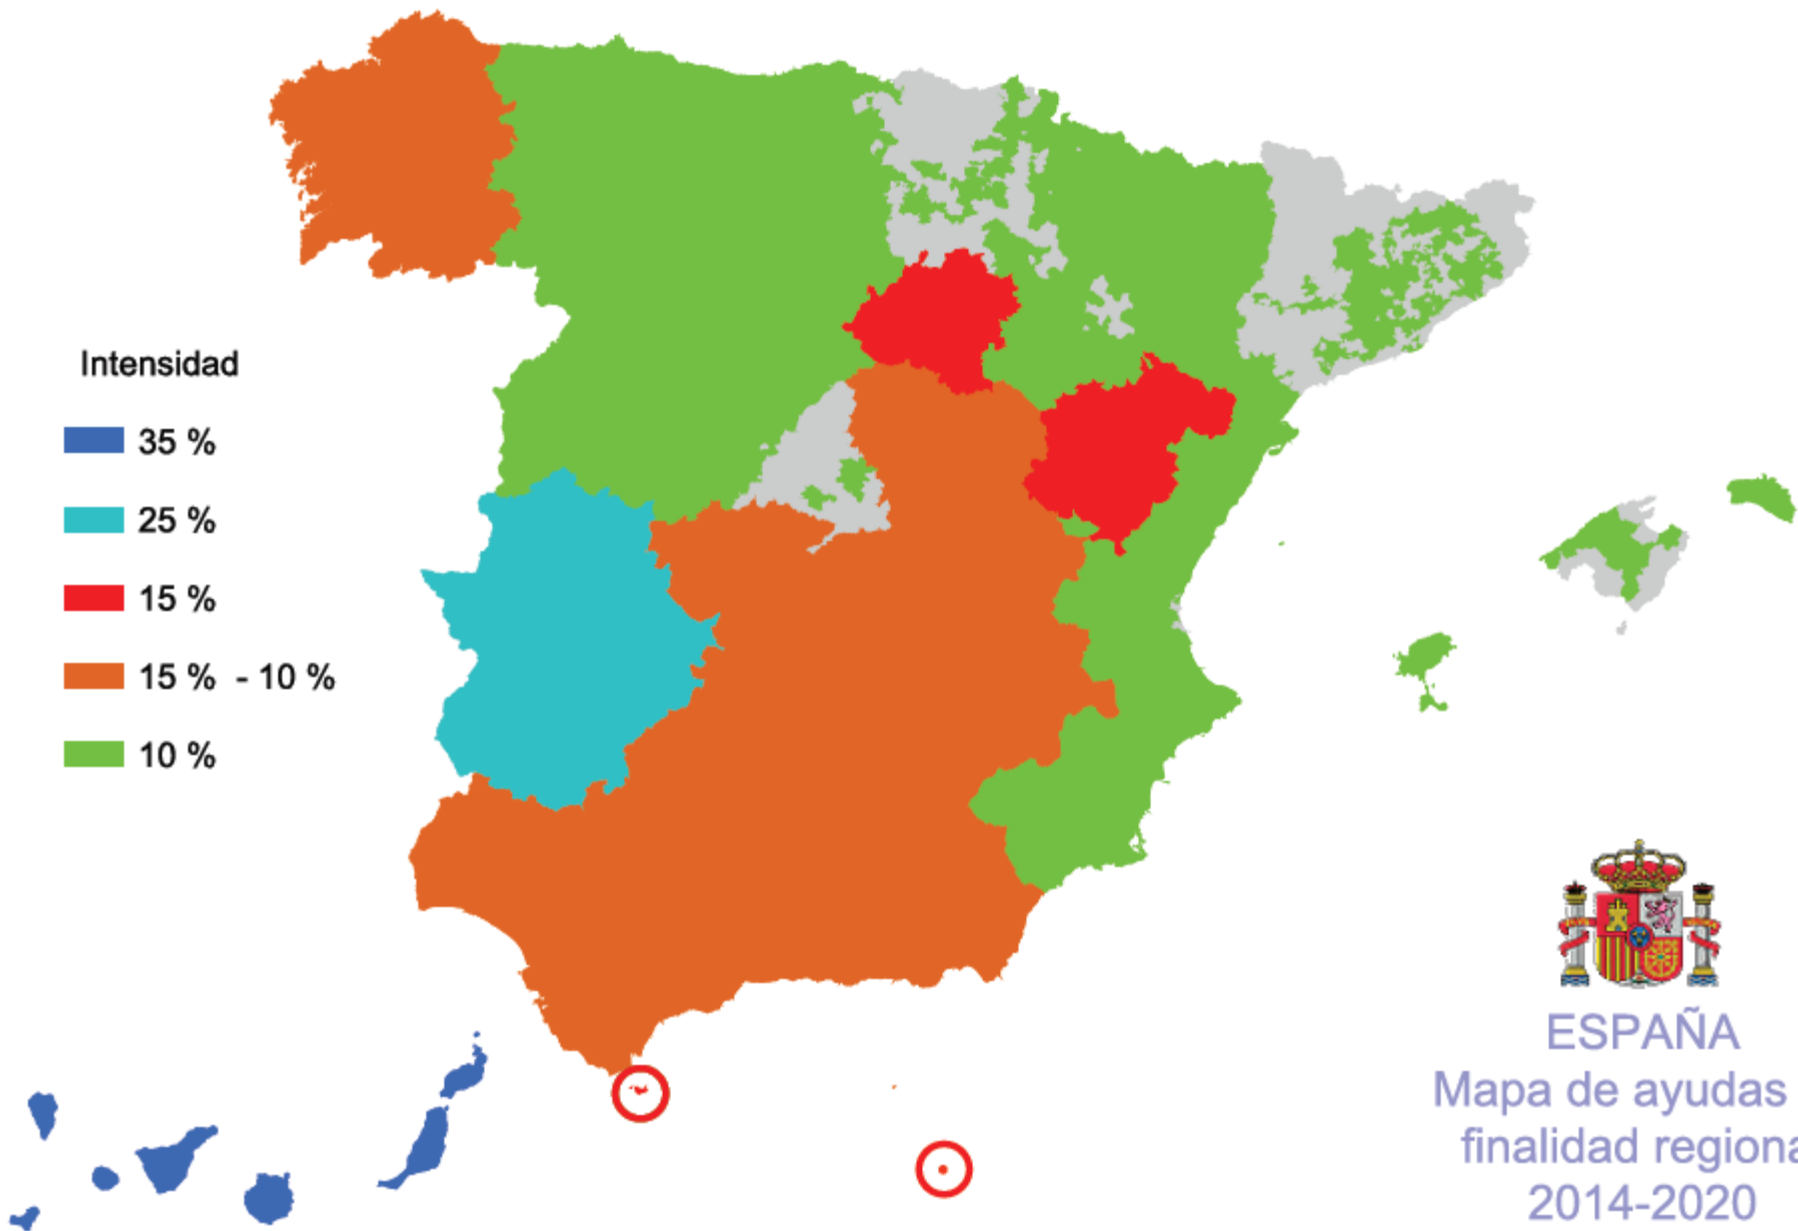 Intensidad
35 %
25 %
15 %
15 % - 10 %
10 %
ESPAÑA
Mapa de ayudas
finalidad regiona
2014-2020